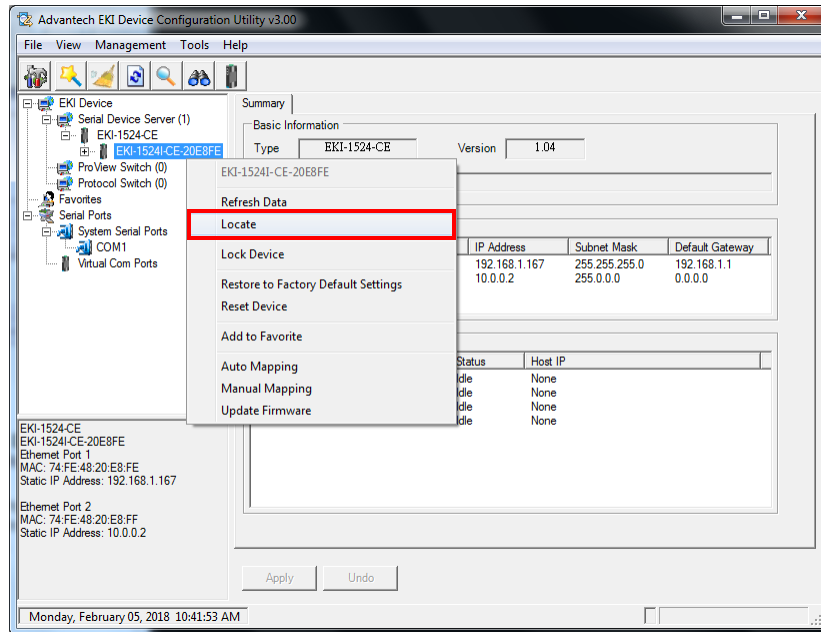 Advantech EKI Device Configuration Utility v3.00
File View Management Tools Help
EKI Device
Serial Device Server (1)
EKI-1524-CE
EKI-1524I-CE-20E8FE
ProView Switch (0)
Protocol Switch (0)
Favorites
Serial Ports
System Serial Ports
COM1
Virtual Com Ports
EKI-1524-CE
EKI-1524I-CE-20E8FE
Ethernet Port 1
MAC: 74:FE:48:20:E8:FE
Static IP Address: 192.168.1.167
Ethernet Port 2
MAC: 74:FE:48:20:E8:FF
Static IP Address: 10.0.0.2
Summary
Basic Information
Type EKI-1524-CE Version 1.04
EKI-1524I-CE-20E8FE
Refresh Data
Locate
Lock Device
Restore to Factory Default Settings
Reset Device
Add to Favorite
Auto Mapping
Manual Mapping
Update Firmware
IP Address Subnet Mask Default Gateway
192.168.1.167 255.255.255.0 192.168.1.1
10.0.0.2 255.0.0.0 0.0.0.0
Status Host IP
dle None
dle None
dle None
dle None
Apply Undo
Monday, February 05, 2018 10:41:53 AM